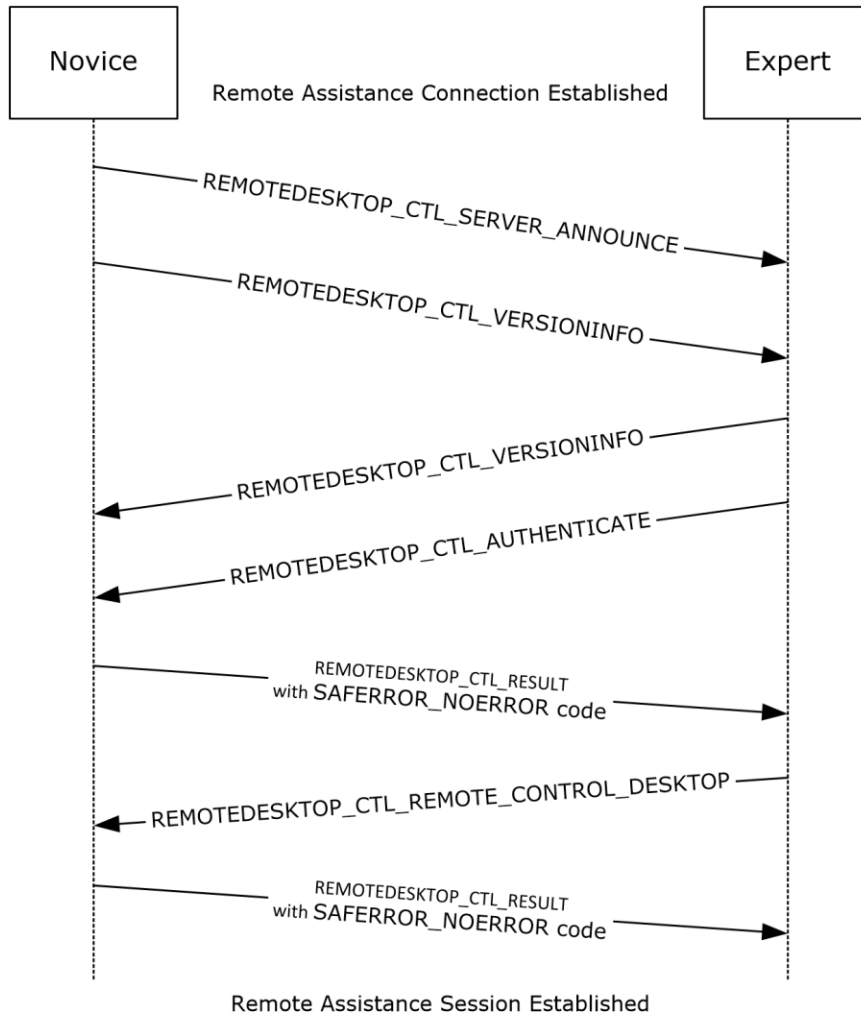 Novice
Expert
Remote Assistance Connection Established
REMOTEDESKTOP_CTL_SERVER_ANNOUNCE
REMOTEDESKTOP_CTL_VERSIONINFO
REMOTEDESKTOP_CTL_VERSIONINFO
REMOTEDESKTOP_CTL_AUTHENTICATE
REMOTEDESKTOP_CTL_RESULT
with SAFERROR_NOERROR code
REMOTEDESKTOP_CTL_REMOTE_CONTROL_DESKTOP
REMOTEDESKTOP_CTL_RESULT
with SAFERROR_NOERROR code
Remote Assistance Session Established